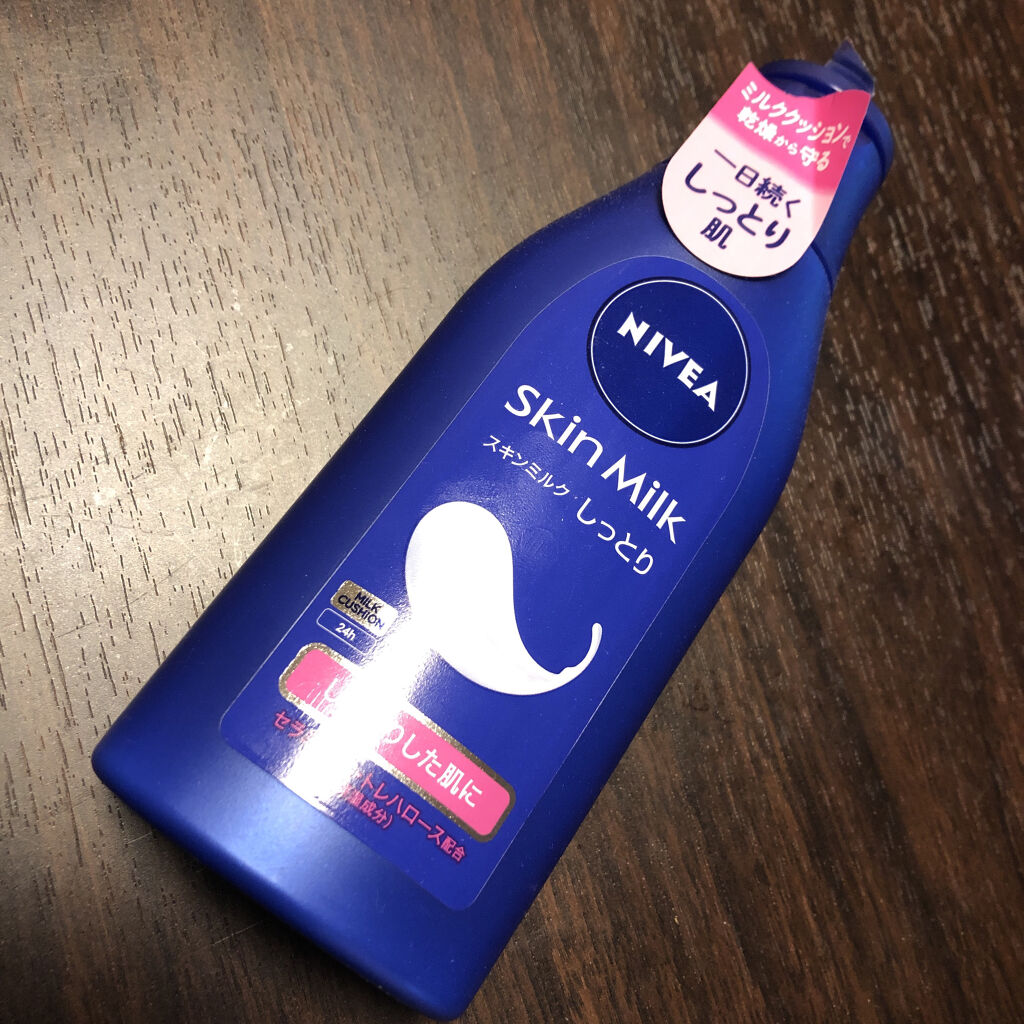 ミルククッションで
乾燥から守る
一日続く
しっとり
肌
NIVEA
Skin Milk
スキンミルク・しっとり
MILK
CUSHION
24h
した肌に
トレハロース配合
成分)